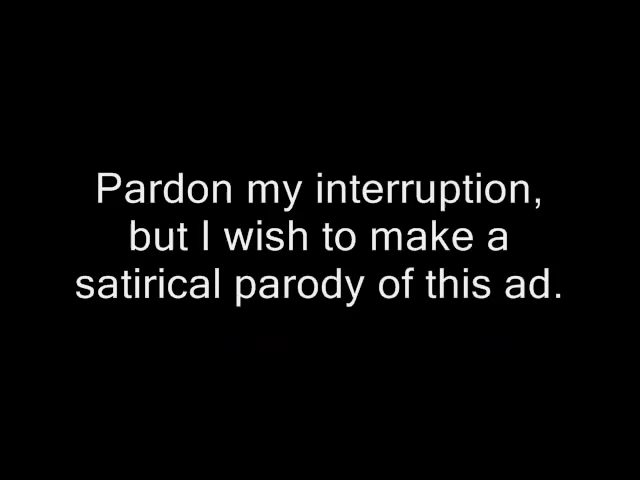 Pardon my interruption,
but I wish to make a
satirical parody of this ad.